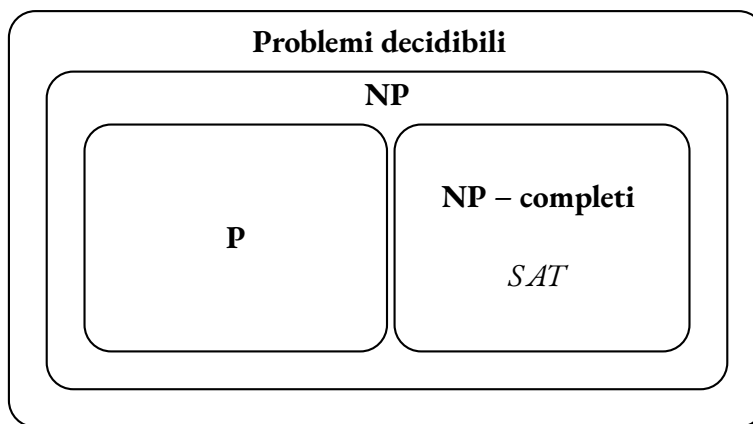 Problemi decidibili
NP
P
NP – completi
SAT